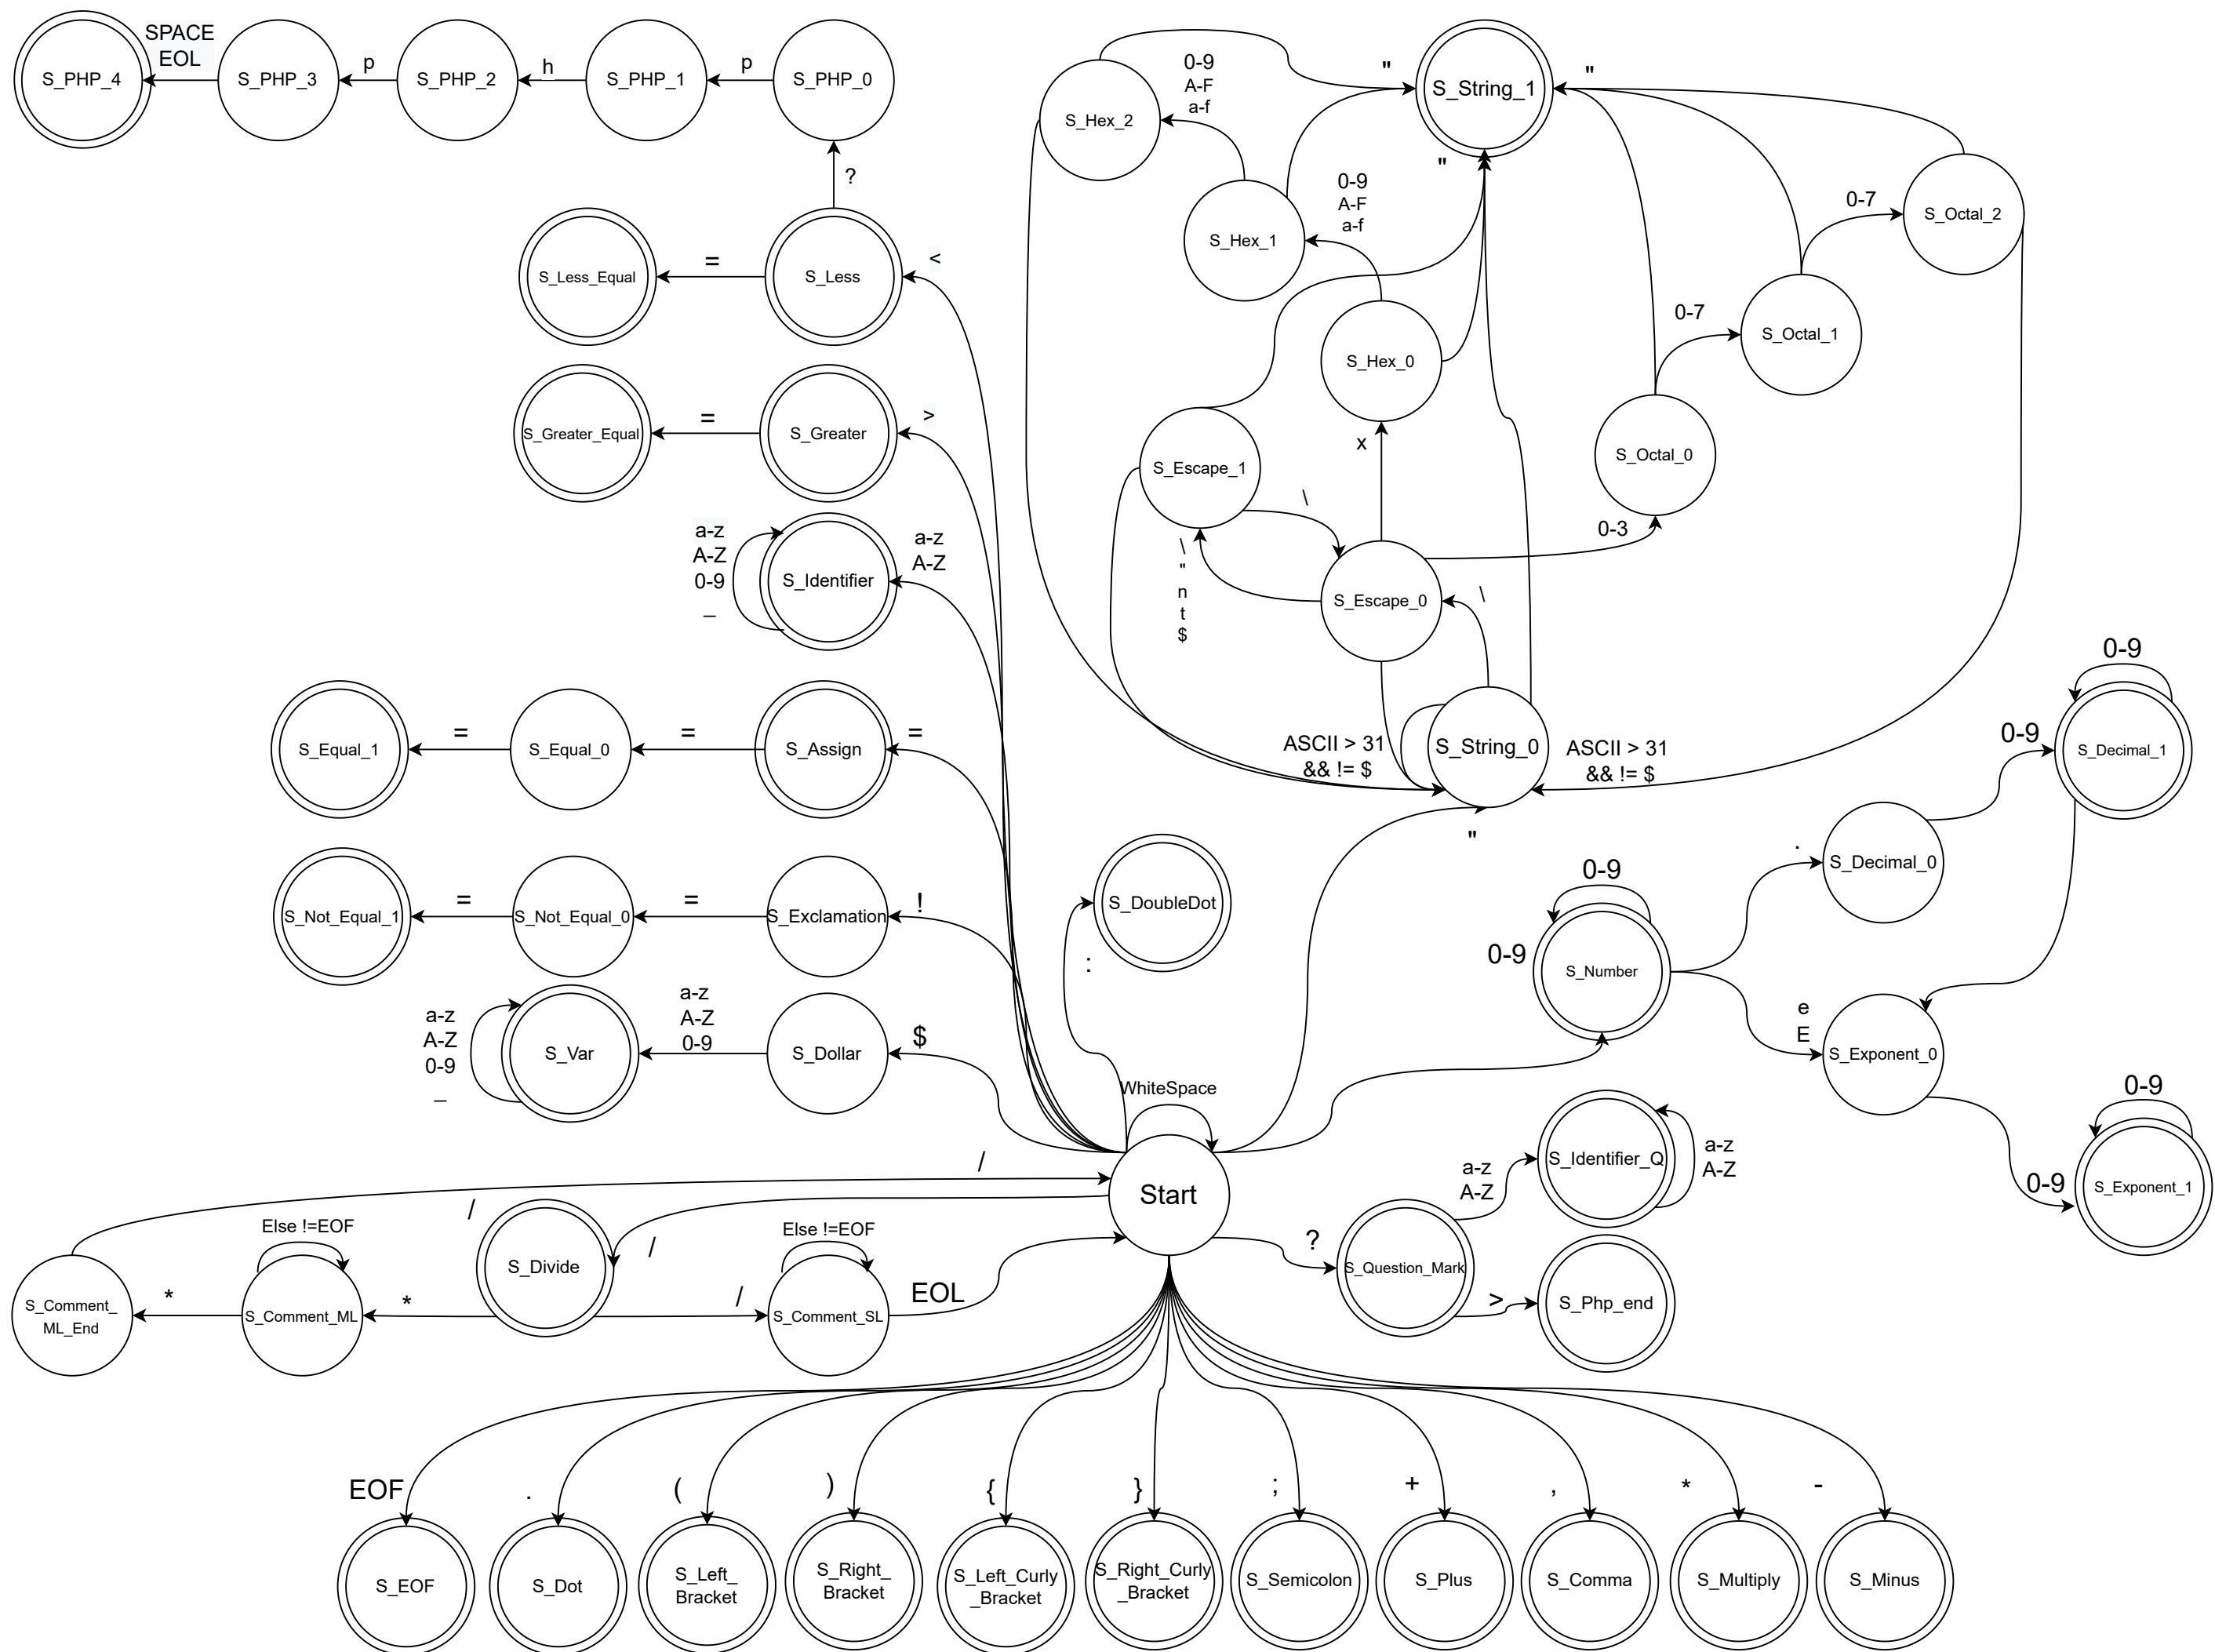 SPACE
EOL
S_PHP_4
S_PHP_3
p
S_PHP_2
h
S_PHP_1
p
S_PHP_0
?
S_Less_Equal
=
S_Less
<
S_Greater_Equal
=
S_Greater
>
a-z
A-Z
0-9
_
S_Identifier
a-z
A-Z
S_Equal_1
=
S_Equal_0
=
S_Assign
=
S_Not_Equal_1
=
S_Not_Equal_0
=
S_Exclamation
!
a-z
A-Z
0-9
_
S_Var
a-z
A-Z
0-9
S_Dollar
$
S_Hex_2
0-9
A-F
a-f
"
S_String_1
"
"
S_Hex_1
0-9
A-F
a-f
S_Hex_0
x
S_Octal_2
0-7
S_Octal_1
0-7
S_Octal_0
0-3
S_Escape_1
\
\
"
n
t
$
S_Escape_0
\
ASCII > 31
&& != $
S_String_0
ASCII > 31
&& != $
"
S_DoubleDot
:
0-9
0-9
S_Number
.
S_Decimal_0
0-9
0-9
S_Decimal_1
e
E
S_Exponent_0
0-9
0-9
S_Exponent_1
WhiteSpace
Start
/
/
Else !=EOF
S_Comment_
ML_End
*
S_Comment_ML
*
S_Divide
/
/
Else !=EOF
S_Comment_SL
EOL
?
S_Question_Mark
a-z
A-Z
S_Identifier_Q
a-z
A-Z
>
S_Php_end
EOF
.
(
)
{
}
;
+
,
*
-
S_EOF
S_Dot
S_Left_
Bracket
S_Right_
Bracket
S_Left_Curly
_Bracket
S_Right_Curly
_Bracket
S_Semicolon
S_Plus
S_Comma
S_Multiply
S_Minus